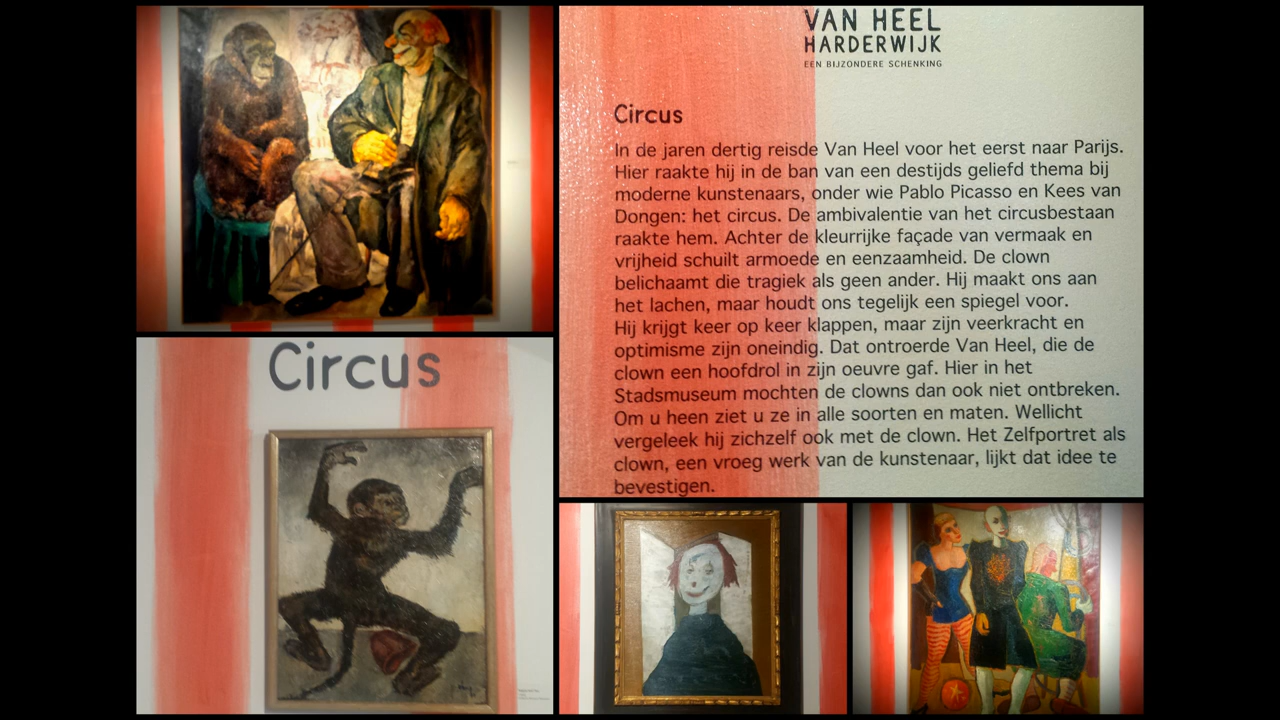 VAN HEEL
HARDERWIJK
EEN BIJZONDERE SCHENKING
Circus
In de jaren dertig reisde Van Heel voor het eerst naar Parijs.
Hier raakte hij in de ban van een destijds geliefd thema bij
moderne kunstenaars, onder wie Pablo Picasso en Kees van
Dongen: het circus. De ambivalentie van het circusbestaan
raakte hem. Achter de kleurrijke façade van vermaak en
vrijheid schuilt armoede en eenzaamheid. De clown
belichaamt die tragiek als geen ander. Hij maakt ons aan
het lachen, maar houdt ons tegelijk een spiegel voor.
Hij krijgt keer op keer klappen, maar zijn veerkracht en
optimisme zijn oneindig. Dat ontroerde Van Heel, die de
clown een hoofdrol in zijn oeuvre gaf. Hier in het
Stadsmuseum mochten de clowns dan ook niet ontbreken.
Om u heen ziet u ze in alle soorten en maten. Wellicht
vergeleek hij zichzelf ook met de clown. Het Zelfportret als
clown, een vroeg werk van de kunstenaar, lijkt dat idee te
bevestigen.
Circus